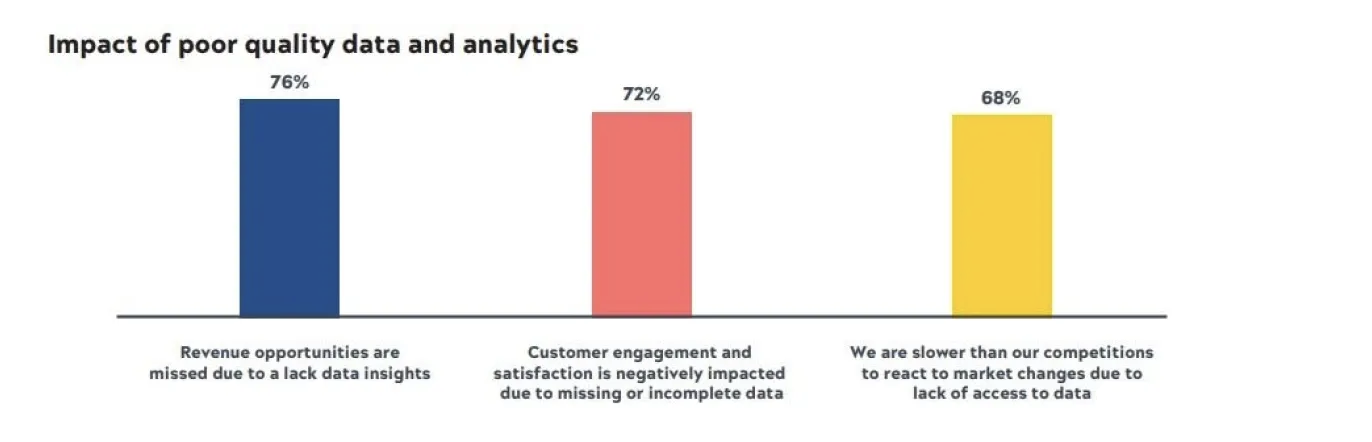 Impact of poor quality data and analytics
76%
72%
68%
Revenue opportunities are
missed due to a lack data insights
Customer engagement and
satisfaction is negatively impacted
due to missing or incomplete data
We are slower than our competitions
to react to market changes due to
lack of access to data